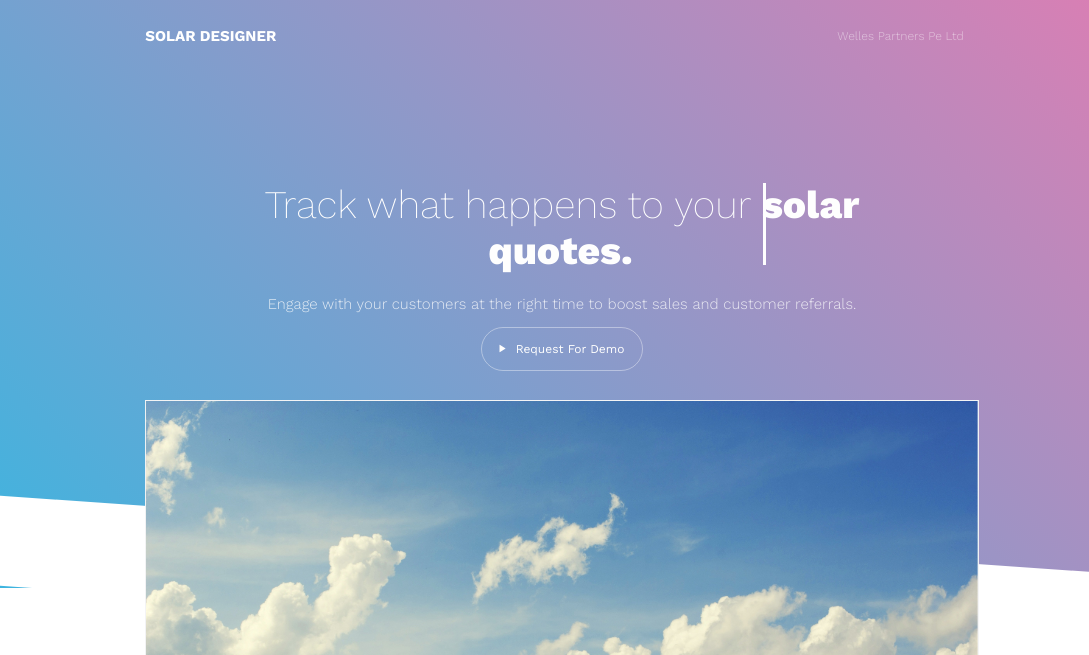 SOLAR DESIGNER
Welles Partners Pe Ltd
Track what happens to your solar
quotes.
Engage with your customers at the right time to boost sales and customer referrals.
Request For Demo